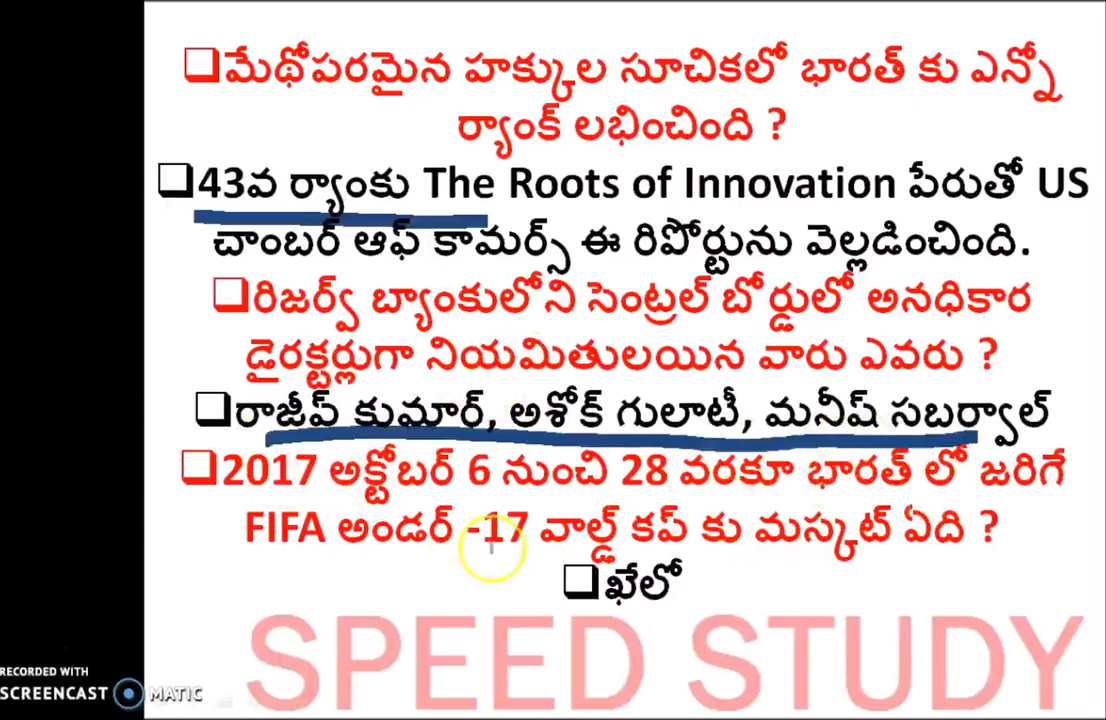 ❑మేథోపరమైన హక్కుల సూచికలో భారత్ కు ఎన్నో
ర్యాంక్ లభించింది ?
❑43వ ర్యాంకు The Roots of Innovation పేరుతో US
చాంబర్ ఆఫ్ కామర్స్ ఈ రిపోర్టును వెల్లడించింది.
❑రిజర్వ్ బ్యాంకులోని సెంట్రల్ బోర్డులో అనధికార
డైరక్టర్లుగా నియమితులయిన వారు ఎవరు ?
❑రాజీవ్ కుమార్, అశోక్ గులాటీ, మనీష్ సబర్వాల్
❑2017 అక్టోబర్ 6 నుంచి 28 వరకూ భారత్ లో జరిగే
FIFA అండర్ -17 వాల్డ్ కప్ కు మస్కట్ ఏది ?
❑ఖేలో
SPEED STUDY
RECORDED WITH
SCREENCAST MATIC